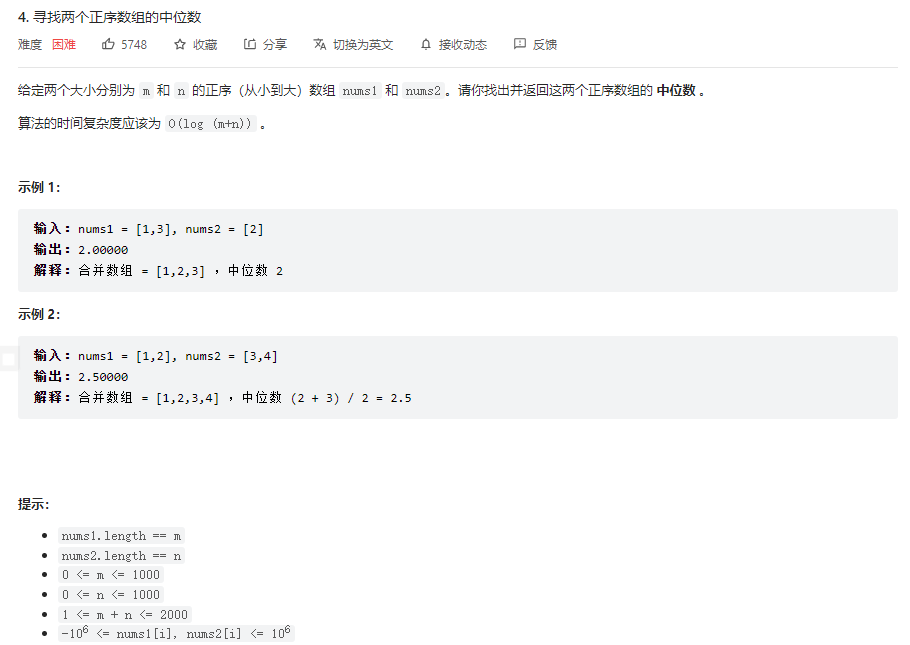 4. 寻找两个正序数组的中位数
难度 困难 5748 收藏 分享 切换为英文 接收动态 反馈
给定两个大小分别为 m 和 n 的正序（从小到大）数组 nums1 和 nums2。请你找出并返回这两个正序数组的 中位数 。
算法的时间复杂度应该为 O(log (m+n)) 。
示例 1：
输入：nums1 = [1,3], nums2 = [2]
输出：2.00000
解释：合并数组 = [1,2,3] ，中位数 2
示例 2：
输入：nums1 = [1,2], nums2 = [3,4]
输出：2.50000
解释：合并数组 = [1,2,3,4] ，中位数 (2 + 3) / 2 = 2.5
提示：
nums1.length == m
nums2.length == n
0 <= m <= 1000
0 <= n <= 1000
1 <= m + n <= 2000
-10⁶ <= nums1[i], nums2[i] <= 10⁶